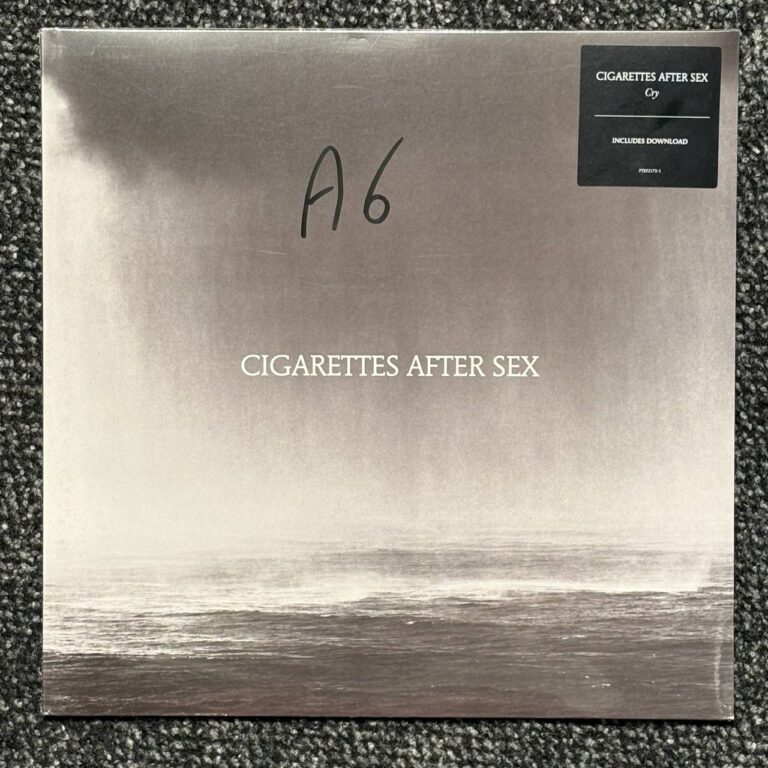 CIGARETTES AFTER SEX
Cry
INCLUDES DOWNLOAD
A6
CIGARETTES AFTER SEX